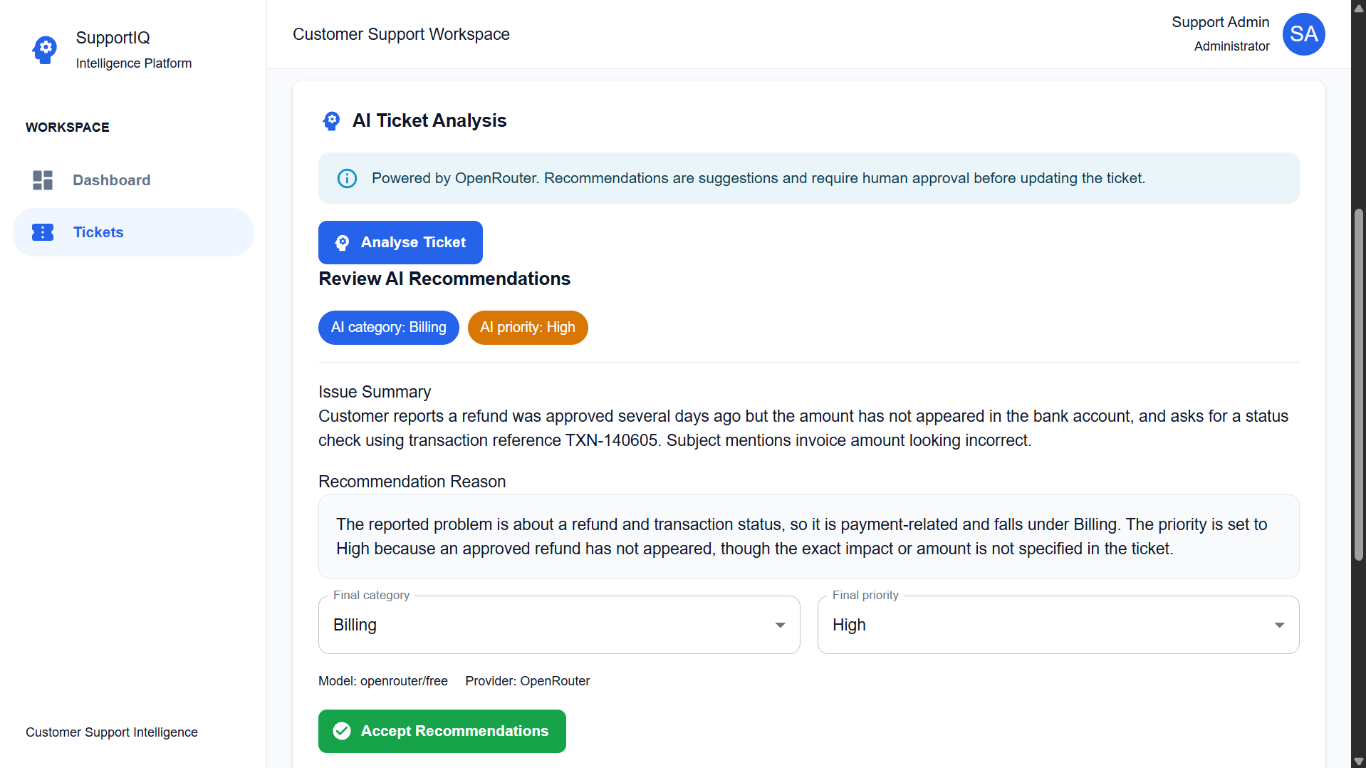 SupportIQ
Intelligence Platform
WORKSPACE
Dashboard
Tickets
Customer Support Intelligence
Customer Support Workspace
Support Admin
Administrator
SA
AI Ticket Analysis
Powered by OpenRouter. Recommendations are suggestions and require human approval before updating the ticket.
Analyse Ticket
Review AI Recommendations
AI category: Billing
AI priority: High
Issue Summary
Customer reports a refund was approved several days ago but the amount has not appeared in the bank account, and asks for a status
check using transaction reference TXN-140605. Subject mentions invoice amount looking incorrect.
Recommendation Reason
The reported problem is about a refund and transaction status, so it is payment-related and falls under Billing. The priority is set to
High because an approved refund has not appeared, though the exact impact or amount is not specified in the ticket.
Final category
Billing
Final priority
High
Model: openrouter/free
Provider: OpenRouter
Accept Recommendations